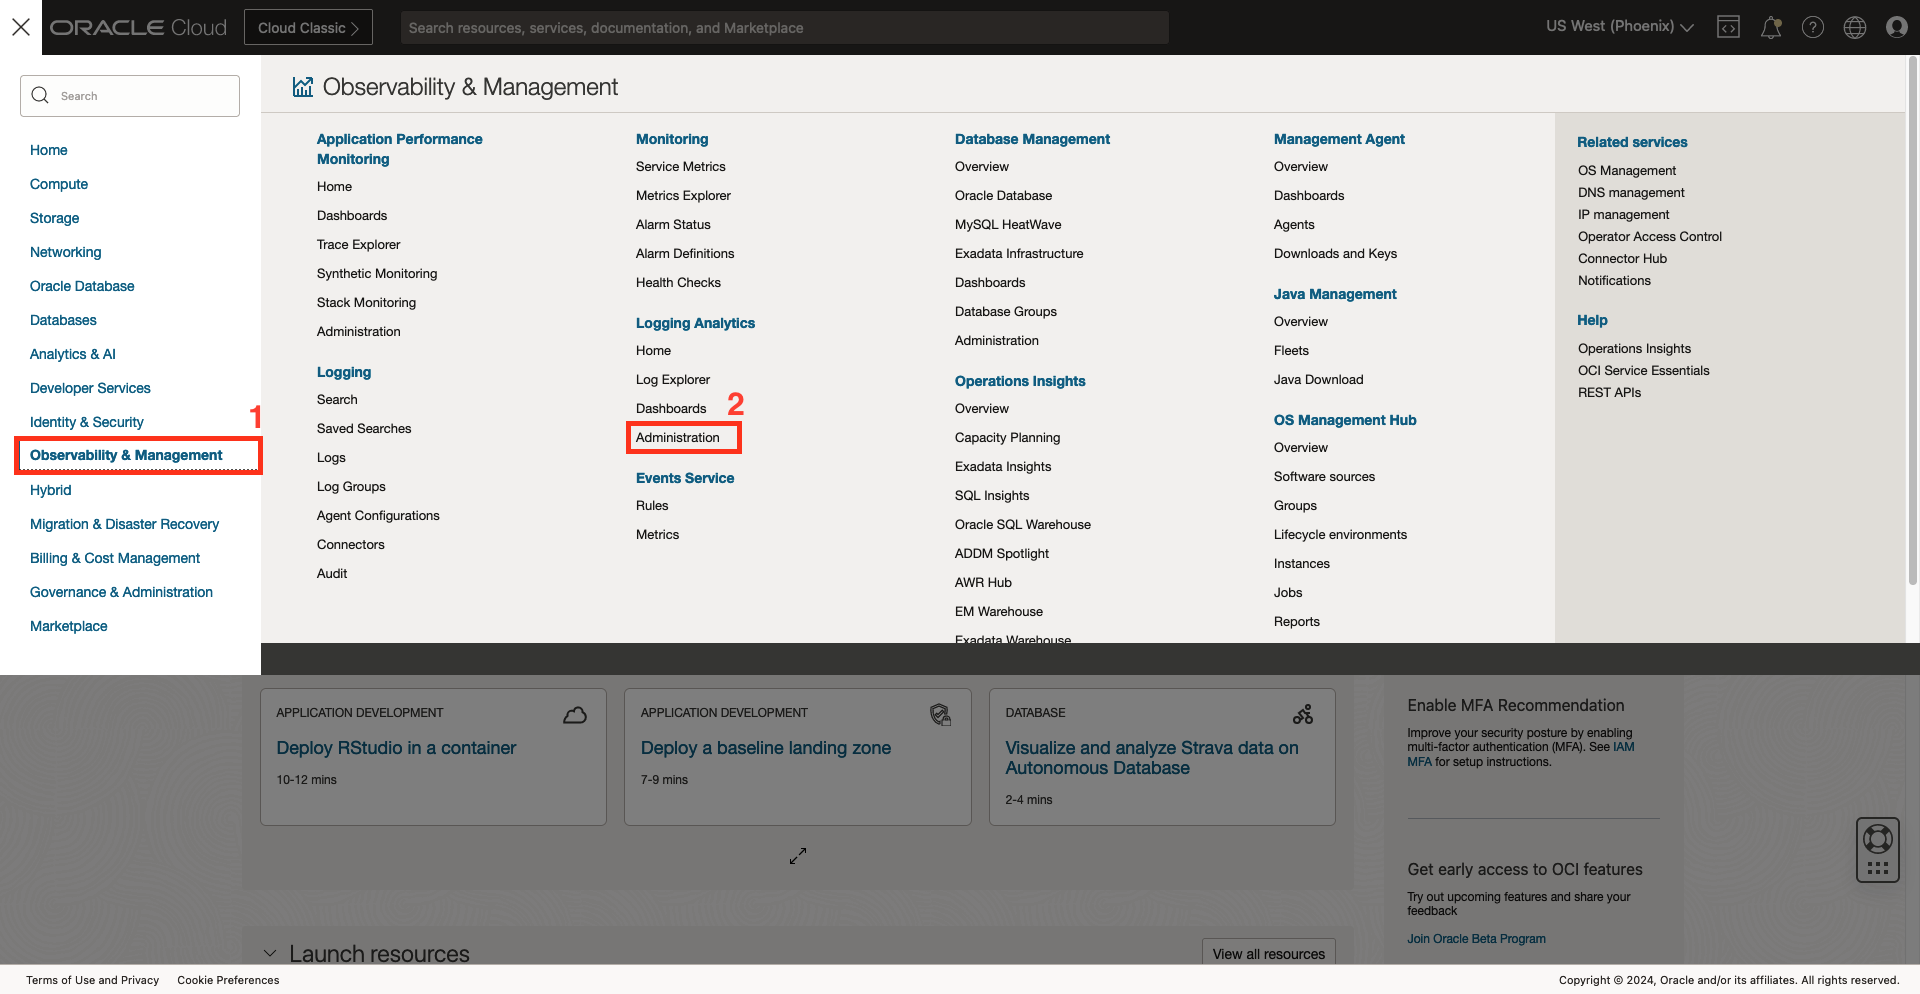 ORACLE Cloud
Cloud Classic
Search resources, services, documentation, and Marketplace
US West (Phoenix)
Search
Home
Compute
Storage
Networking
Oracle Database
Databases
Analytics & AI
Developer Services
Identity & Security
1
Observability & Management
Hybrid
Migration & Disaster Recovery
Billing & Cost Management
Governance & Administration
Marketplace
Observability & Management
Application Performance
Monitoring
Home
Dashboards
Trace Explorer
Synthetic Monitoring
Stack Monitoring
Administration
Logging
Search
Saved Searches
Logs
Log Groups
Agent Configurations
Connectors
Audit
Monitoring
Service Metrics
Metrics Explorer
Alarm Status
Alarm Definitions
Health Checks
Logging Analytics
Home
Log Explorer
Dashboards
2
Administration
Events Service
Rules
Metrics
Database Management
Overview
Oracle Database
MySQL HeatWave
Exadata Infrastructure
Dashboards
Database Groups
Administration
Operations Insights
Overview
Capacity Planning
Exadata Insights
SQL Insights
Oracle SQL Warehouse
ADDM Spotlight
AWR Hub
EM Warehouse
Exadata Warehouse
Management Agent
Overview
Dashboards
Agents
Downloads and Keys
Java Management
Overview
Fleets
Java Download
OS Management Hub
Overview
Software sources
Groups
Lifecycle environments
Instances
Jobs
Reports
Related services
OS Management
DNS management
IP management
Operator Access Control
Connector Hub
Notifications
Help
Operations Insights
OCI Service Essentials
REST APIs
APPLICATION DEVELOPMENT
Deploy RStudio in a container
10-12 mins
APPLICATION DEVELOPMENT
Deploy a baseline landing zone
7-9 mins
DATABASE
Visualize and analyze Strava data on
Autonomous Database
2-4 mins
Enable MFA Recommendation
Improve your security posture by enabling
multi-factor authentication (MFA). See IAM
MFA for setup instructions.
Get early access to OCI features
Try out upcoming features and share your
feedback
Join Oracle Beta Program
Launch resources
View all resources
Terms of Use and Privacy
Cookie Preferences
Copyright © 2024, Oracle and/or its affiliates. All rights reserved.